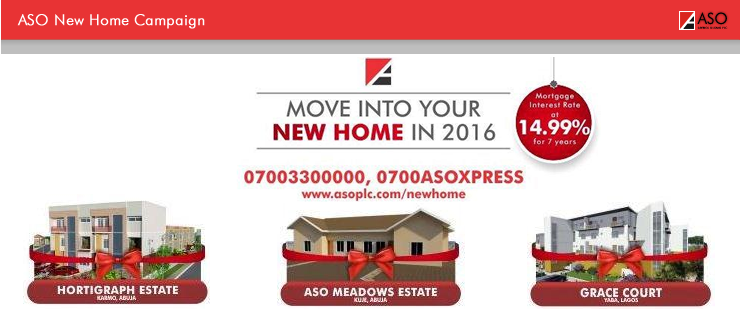 ASO New Home Campaign
ASO
MOVE INTO YOUR
NEW HOME IN 2016
Mortgage
Interest Rate
at
14.99%
for 7 years
07003300000, 0700ASOXPRESS
www.asoplc.com/newhome
HORTIGRAPH ESTATE
KARMO, ABUJA
ASO MEADOWS ESTATE
KUJE, ABUJA
GRACE COURT
YABA, LAGOS